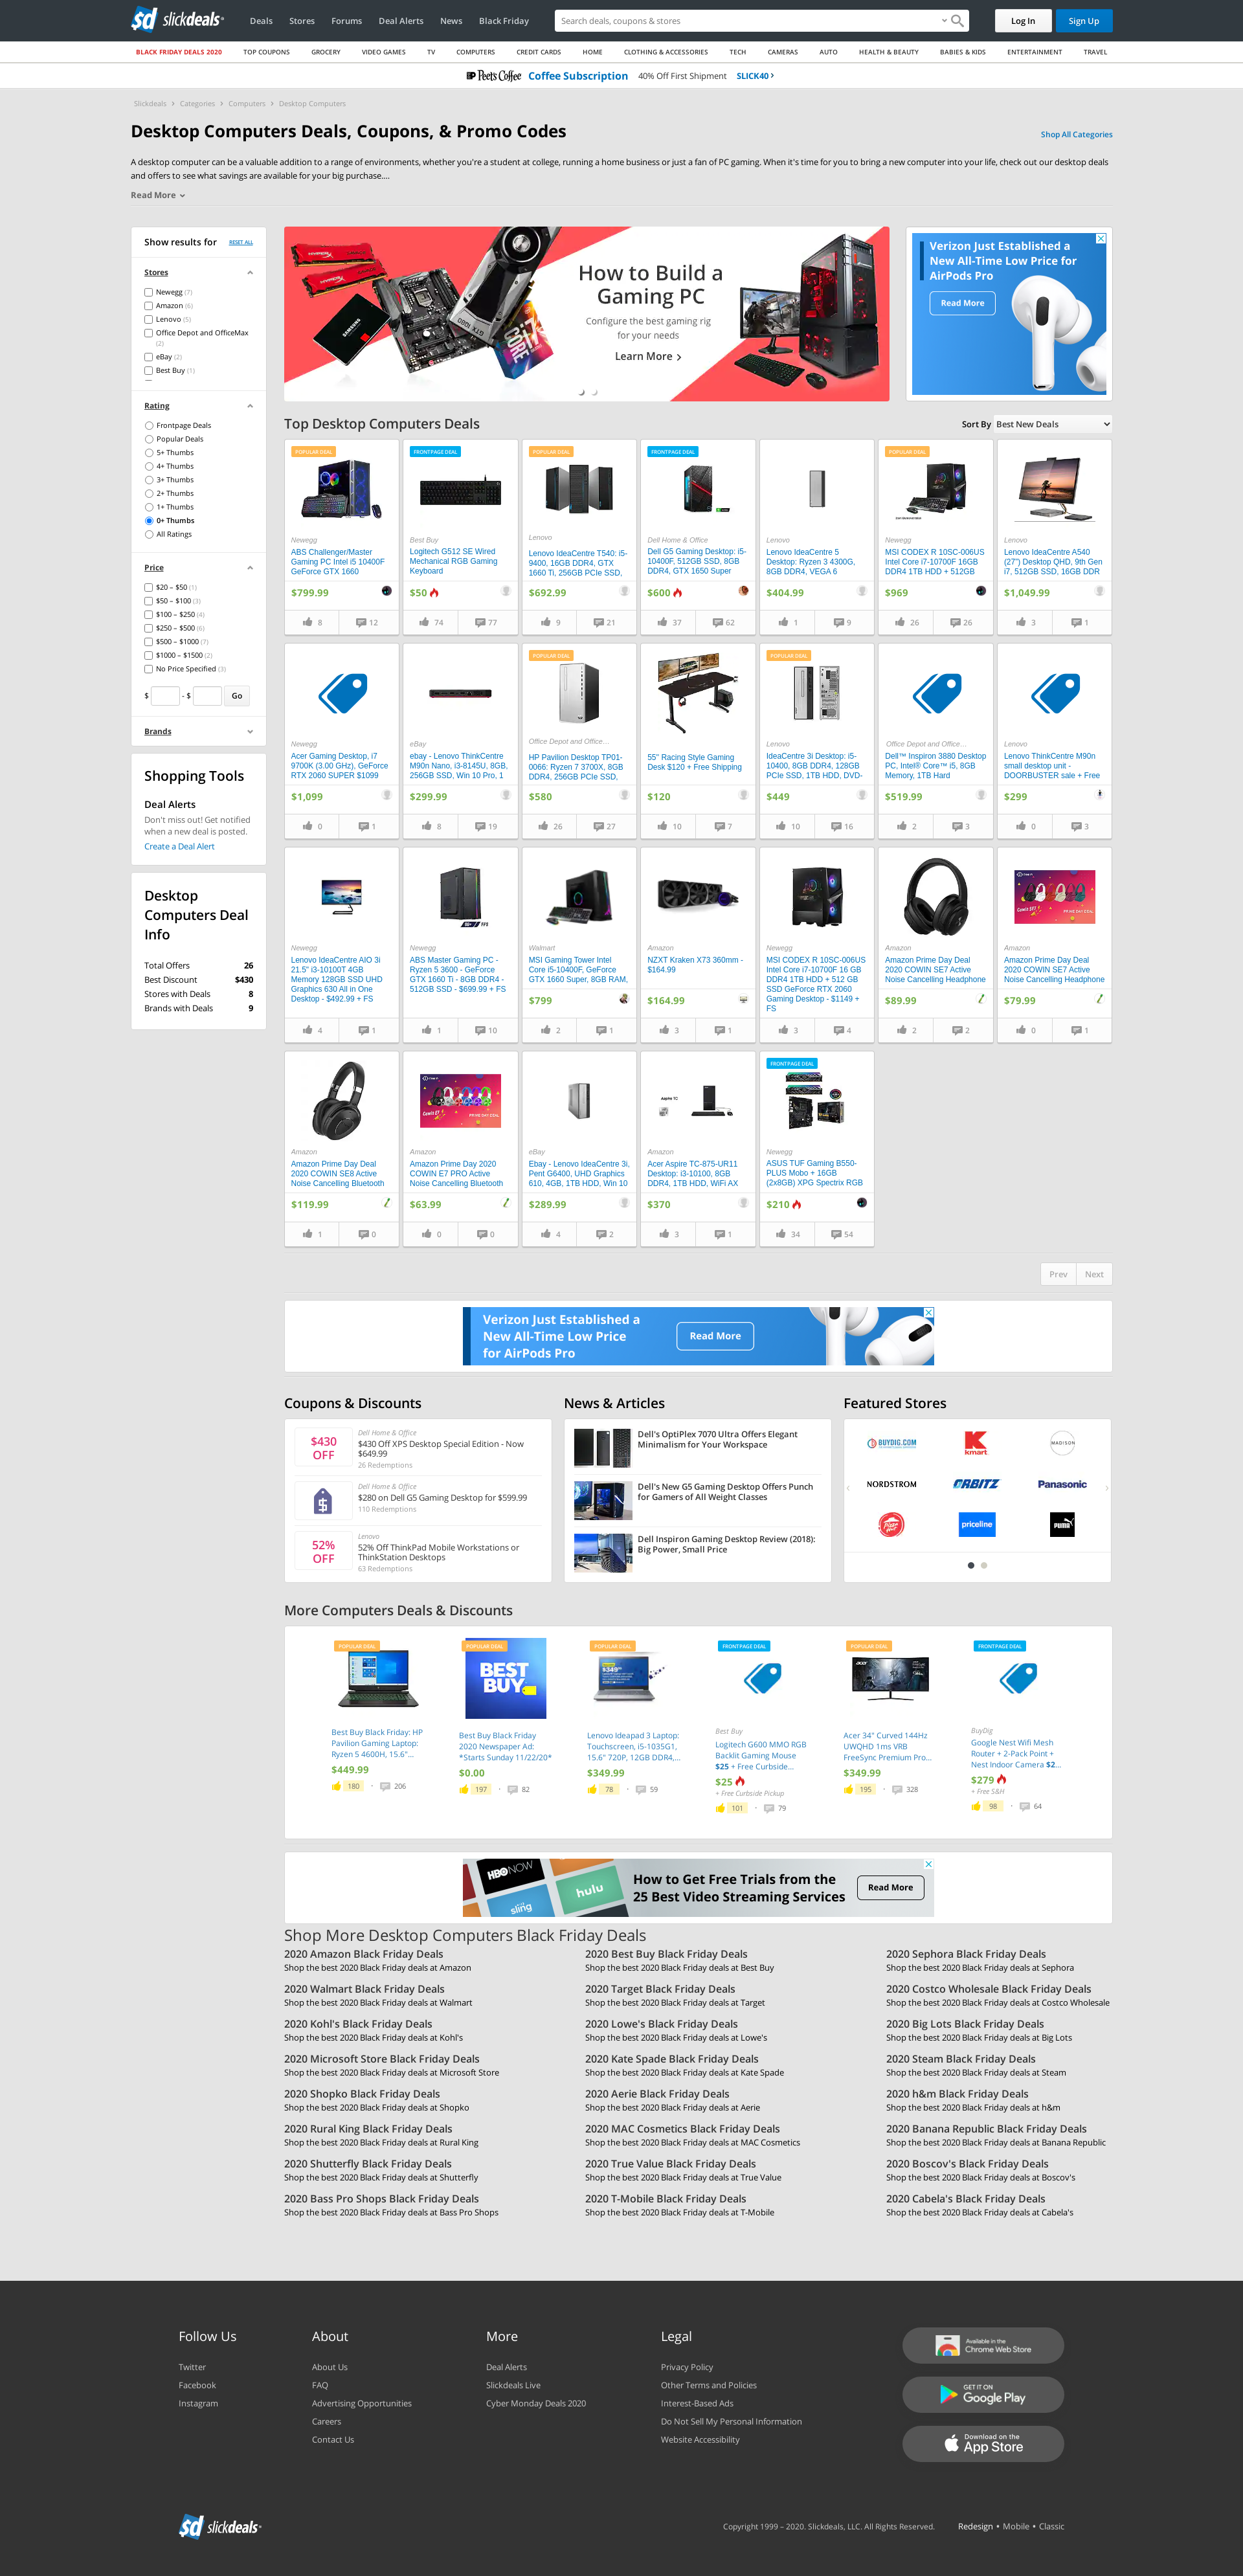 slickdeals
Deals
Stores
Forums
Deal Alerts
News
Black Friday
Search deals, coupons & stores
Log In
Sign Up
BLACK FRIDAY DEALS 2020
TOP COUPONS
GROCERY
VIDEO GAMES
TV
COMPUTERS
CREDIT CARDS
HOME
CLOTHING & ACCESSORIES
TECH
CAMERAS
AUTO
HEALTH & BEAUTY
BABIES & KIDS
ENTERTAINMENT
TRAVEL
Peet's Coffee Coffee Subscription 40% Off First Shipment SLICK40
Slickdeals > Categories > Computers > Desktop Computers
Desktop Computers Deals, Coupons, & Promo Codes
Shop All Categories
A desktop computer can be a valuable addition to a range of environments, whether you're a student at college, running a home business or just a fan of PC gaming. When it's time for you to bring a new computer into your life, check out our desktop deals
and offers to see what savings are available for your big purchase....
Read More
Show results for RESET ALL
Stores
Newegg (7)
Amazon (6)
Lenovo (5)
Office Depot and OfficeMax
(2)
eBay (2)
Best Buy (1)
Rating
Frontpage Deals
Popular Deals
5+ Thumbs
4+ Thumbs
3+ Thumbs
2+ Thumbs
1+ Thumbs
0+ Thumbs
All Ratings
Price
$20 – $50 (1)
$50 – $100 (3)
$100 – $250 (4)
$250 – $500 (6)
$500 – $1000 (7)
$1000 – $1500 (2)
No Price Specified (3)
$ - $ Go
Brands
Shopping Tools
Deal Alerts
Don't miss out! Get notified
when a new deal is posted.
Create a Deal Alert
Desktop
Computers Deal
Info
Total Offers 26
Best Discount $430
Stores with Deals 8
Brands with Deals 9
How to Build a
Gaming PC
Configure the best gaming rig
for your needs
Learn More
Verizon Just Established a
New All-Time Low Price for
AirPods Pro
Read More
Top Desktop Computers Deals
Sort By Best New Deals
POPULAR DEAL
Newegg
ABS Challenger/Master
Gaming PC Intel i5 10400F
GeForce GTX 1660
$799.99
8 12
FRONTPAGE DEAL
Best Buy
Logitech G512 SE Wired
Mechanical RGB Gaming
Keyboard
$50
74 77
POPULAR DEAL
Lenovo
Lenovo IdeaCentre T540: i5-
9400, 16GB DDR4, GTX
1660 Ti, 256GB PCIe SSD,
$692.99
9 21
FRONTPAGE DEAL
Dell Home & Office
Dell G5 Gaming Desktop: i5-
10400F, 512GB SSD, 8GB
DDR4, GTX 1650 Super
$600
37 62
Lenovo
Lenovo IdeaCentre 5
Desktop: Ryzen 3 4300G,
8GB DDR4, VEGA 6
$404.99
1 9
POPULAR DEAL
Newegg
MSI CODEX R 10SC-006US
Intel Core i7-10700F 16GB
DDR4 1TB HDD + 512GB
$969
26 26
Lenovo
Lenovo IdeaCentre A540
(27") Desktop QHD, 9th Gen
i7, 512GB SSD, 16GB DDR
$1,049.99
3 1
Newegg
Acer Gaming Desktop, i7
9700K (3.00 GHz), GeForce
RTX 2060 SUPER $1099
$1,099
0 1
eBay
ebay - Lenovo ThinkCentre
M90n Nano, i3-8145U, 8GB,
256GB SSD, Win 10 Pro, 1
$299.99
8 19
POPULAR DEAL
Office Depot and Office...
HP Pavilion Desktop TP01-
0066: Ryzen 7 3700X, 8GB
DDR4, 256GB PCIe SSD,
$580
26 27
55" Racing Style Gaming
Desk $120 + Free Shipping
$120
10 7
POPULAR DEAL
Lenovo
IdeaCentre 3i Desktop: i5-
10400, 8GB DDR4, 128GB
PCIe SSD, 1TB HDD, DVD-
$449
10 16
Office Depot and Office...
Dell™ Inspiron 3880 Desktop
PC, Intel® Core™ i5, 8GB
Memory, 1TB Hard
$519.99
2 3
Lenovo
Lenovo ThinkCentre M90n
small desktop unit -
DOORBUSTER sale + Free
$299
0 3
Newegg
Lenovo IdeaCentre AIO 3i
21.5" i3-10100T 4GB
Memory 128GB SSD UHD
Graphics 630 All in One
Desktop - $492.99 + FS
4 1
Newegg
ABS Master Gaming PC -
Ryzen 5 3600 - GeForce
GTX 1660 Ti - 8GB DDR4 -
512GB SSD - $699.99 + FS
1 10
Walmart
MSI Gaming Tower Intel
Core i5-10400F, GeForce
GTX 1660 Super, 8GB RAM,
$799
2 1
Amazon
NZXT Kraken X73 360mm -
$164.99
$164.99
3 1
Newegg
MSI CODEX R 10SC-006US
Intel Core i7-10700F 16 GB
DDR4 1TB HDD + 512 GB
SSD GeForce RTX 2060
Gaming Desktop - $1149 +
FS
3 4
Amazon
Amazon Prime Day Deal
2020 COWIN SE7 Active
Noise Cancelling Headphone
$89.99
2 2
Amazon
Amazon Prime Day Deal
2020 COWIN SE7 Active
Noise Cancelling Headphone
$79.99
0 1
Amazon
Amazon Prime Day Deal
2020 COWIN SE8 Active
Noise Cancelling Bluetooth
$119.99
1 0
Amazon
Amazon Prime Day 2020
COWIN E7 PRO Active
Noise Cancelling Bluetooth
$63.99
0 0
eBay
Ebay - Lenovo IdeaCentre 3i,
Pent G6400, UHD Graphics
610, 4GB, 1TB HDD, Win 10
$289.99
4 2
Amazon
Acer Aspire TC-875-UR11
Desktop: i3-10100, 8GB
DDR4, 1TB HDD, WiFi AX
$370
3 1
FRONTPAGE DEAL
Newegg
ASUS TUF Gaming B550-
PLUS Mobo + 16GB
(2x8GB) XPG Spectrix RGB
$210
34 54
Prev Next
Verizon Just Established a
New All-Time Low Price
for AirPods Pro
Read More
Coupons & Discounts
$430
OFF
Dell Home & Office
$430 Off XPS Desktop Special Edition - Now
$649.99
26 Redemptions
Dell Home & Office
$280 on Dell G5 Gaming Desktop for $599.99
110 Redemptions
52%
OFF
Lenovo
52% Off ThinkPad Mobile Workstations or
ThinkStation Desktops
63 Redemptions
News & Articles
Dell's OptiPlex 7070 Ultra Offers Elegant
Minimalism for Your Workspace
Dell's New G5 Gaming Desktop Offers Punch
for Gamers of All Weight Classes
Dell Inspiron Gaming Desktop Review (2018):
Big Power, Small Price
Featured Stores
BUYDIG.COM
kmart
MADISON
NORDSTROM
ORBITZ
Panasonic
Pizza Hut
priceline
PUMA
More Computers Deals & Discounts
POPULAR DEAL
Best Buy Black Friday: HP
Pavilion Gaming Laptop:
Ryzen 5 4600H, 15.6"...
$449.99
180 206
POPULAR DEAL
BEST
BUY
Best Buy Black Friday
2020 Newspaper Ad:
*Starts Sunday 11/22/20*
$0.00
197 82
POPULAR DEAL
Lenovo Ideapad 3 Laptop:
Touchscreen, i5-1035G1,
15.6" 720P, 12GB DDR4,...
$349.99
78 59
FRONTPAGE DEAL
Best Buy
Logitech G600 MMO RGB
Backlit Gaming Mouse
$25 + Free Curbside...
$25
+ Free Curbside Pickup
101 79
POPULAR DEAL
Acer 34" Curved 144Hz
UWQHD 1ms VRB
FreeSync Premium Pro...
$349.99
195 328
FRONTPAGE DEAL
BuyDig
Google Nest Wifi Mesh
Router + 2-Pack Point +
Nest Indoor Camera $2...
$279
+ Free S&H
98 64
HBO NOW
hulu
sling
How to Get Free Trials from the
25 Best Video Streaming Services
Read More
Shop More Desktop Computers Black Friday Deals
2020 Amazon Black Friday Deals
Shop the best 2020 Black Friday deals at Amazon
2020 Best Buy Black Friday Deals
Shop the best 2020 Black Friday deals at Best Buy
2020 Sephora Black Friday Deals
Shop the best 2020 Black Friday deals at Sephora
2020 Walmart Black Friday Deals
Shop the best 2020 Black Friday deals at Walmart
2020 Target Black Friday Deals
Shop the best 2020 Black Friday deals at Target
2020 Costco Wholesale Black Friday Deals
Shop the best 2020 Black Friday deals at Costco Wholesale
2020 Kohl's Black Friday Deals
Shop the best 2020 Black Friday deals at Kohl's
2020 Lowe's Black Friday Deals
Shop the best 2020 Black Friday deals at Lowe's
2020 Big Lots Black Friday Deals
Shop the best 2020 Black Friday deals at Big Lots
2020 Microsoft Store Black Friday Deals
Shop the best 2020 Black Friday deals at Microsoft Store
2020 Kate Spade Black Friday Deals
Shop the best 2020 Black Friday deals at Kate Spade
2020 Steam Black Friday Deals
Shop the best 2020 Black Friday deals at Steam
2020 Shopko Black Friday Deals
Shop the best 2020 Black Friday deals at Shopko
2020 Aerie Black Friday Deals
Shop the best 2020 Black Friday deals at Aerie
2020 h&m Black Friday Deals
Shop the best 2020 Black Friday deals at h&m
2020 Rural King Black Friday Deals
Shop the best 2020 Black Friday deals at Rural King
2020 MAC Cosmetics Black Friday Deals
Shop the best 2020 Black Friday deals at MAC Cosmetics
2020 Banana Republic Black Friday Deals
Shop the best 2020 Black Friday deals at Banana Republic
2020 Shutterfly Black Friday Deals
Shop the best 2020 Black Friday deals at Shutterfly
2020 True Value Black Friday Deals
Shop the best 2020 Black Friday deals at True Value
2020 Boscov's Black Friday Deals
Shop the best 2020 Black Friday deals at Boscov's
2020 Bass Pro Shops Black Friday Deals
Shop the best 2020 Black Friday deals at Bass Pro Shops
2020 T-Mobile Black Friday Deals
Shop the best 2020 Black Friday deals at T-Mobile
2020 Cabela's Black Friday Deals
Shop the best 2020 Black Friday deals at Cabela's
Follow Us
Twitter
Facebook
Instagram
About
About Us
FAQ
Advertising Opportunities
Careers
Contact Us
More
Deal Alerts
Slickdeals Live
Cyber Monday Deals 2020
Legal
Privacy Policy
Other Terms and Policies
Interest-Based Ads
Do Not Sell My Personal Information
Website Accessibility
Available in the
Chrome Web Store
GET IT ON
Google Play
Download on the
App Store
slickdeals
Copyright 1999 – 2020. Slickdeals, LLC. All Rights Reserved.
Redesign • Mobile • Classic